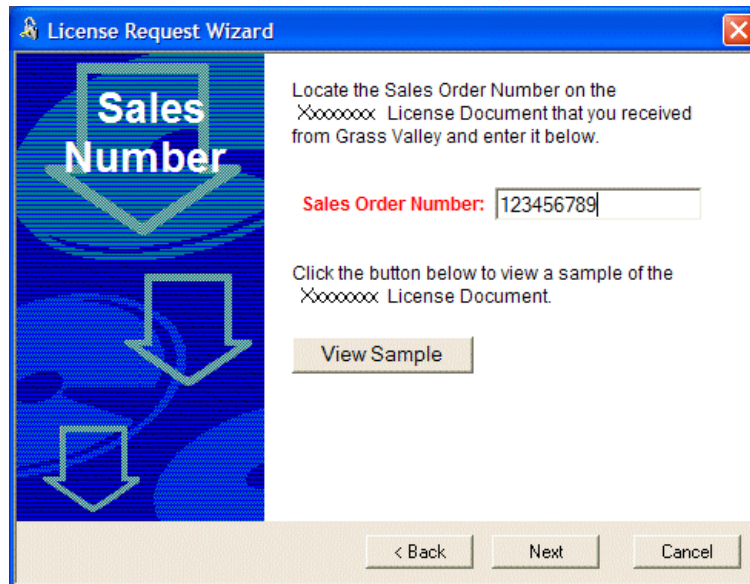 License Request Wizard
Sales
Number
Locate the Sales Order Number on the
Xxxxxxxx License Document that you received
from Grass Valley and enter it below.
Sales Order Number: 123456789
Click the button below to view a sample of the
Xxxxxxxx License Document.
View Sample
< Back Next Cancel